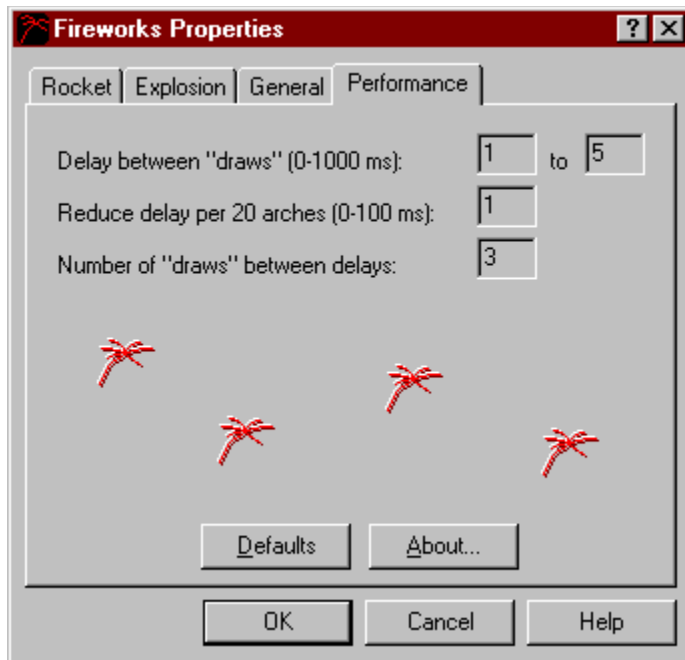 Fireworks Properties
Rocket Explosion General Performance
Delay between "draws" (0-1000 ms): 1 to 5
Reduce delay per 20 arches (0-100 ms): 1
Number of "draws" between delays: 3
Defaults About...
OK Cancel Help